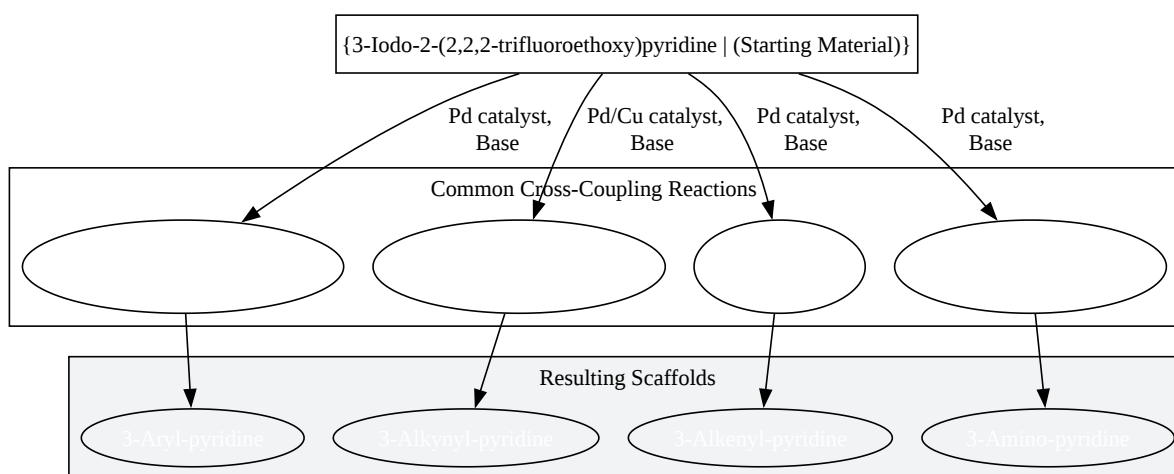 {3-Iodo-2-(2,2,2-trifluoroethoxy)pyridine | (Starting Material)}
Pd catalyst,
Base
Pd/Cu catalyst,
Base
Pd catalyst,
Base
Pd catalyst,
Base
Common Cross-Coupling Reactions
Resulting Scaffolds
3-Aryl-pyridine
3-Alkynyl-pyridine
3-Alkenyl-pyridine
3-Amino-pyridine